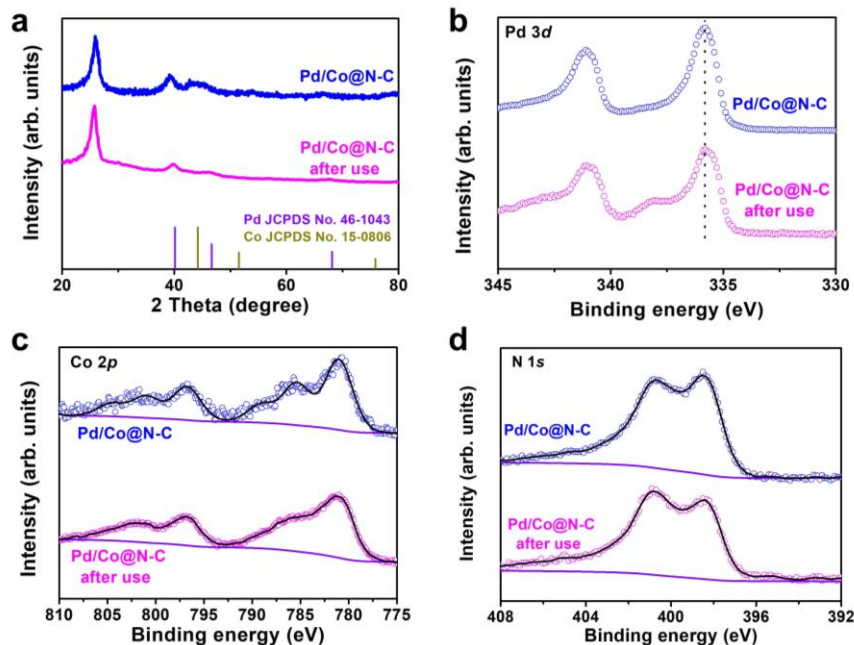 a
Intensity (arb. units)
Pd/Co@N-C
Pd/Co@N-C
after use
Pd JCPDS No. 46-1043
Co JCPDS No. 15-0806
20 40 60 80
2 Theta (degree)
b
Intensity (arb. units)
Pd 3d
Pd/Co@N-C
Pd/Co@N-C
after use
345 340 335 330
Binding energy (eV)
c
Intensity (arb. units)
Co 2p
Pd/Co@N-C
Pd/Co@N-C
after use
810 805 800 795 790 785 780 775
Binding energy (eV)
d
Intensity (arb. units)
N 1s
Pd/Co@N-C
Pd/Co@N-C
after use
408 404 400 396 392
Binding energy (eV)